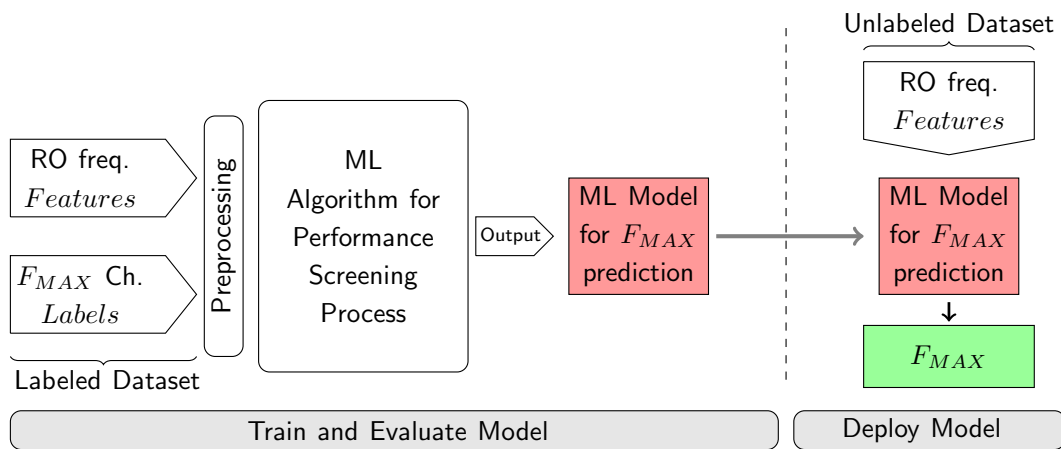 RO freq.
Features
F_MAX Ch.
Labels
Labeled Dataset
Preprocessing
ML
Algorithm for
Performance
Screening
Process
Output
ML Model
for F_MAX
prediction
Train and Evaluate Model
Unlabeled Dataset
RO freq.
Features
ML Model
for F_MAX
prediction
F_MAX
Deploy Model